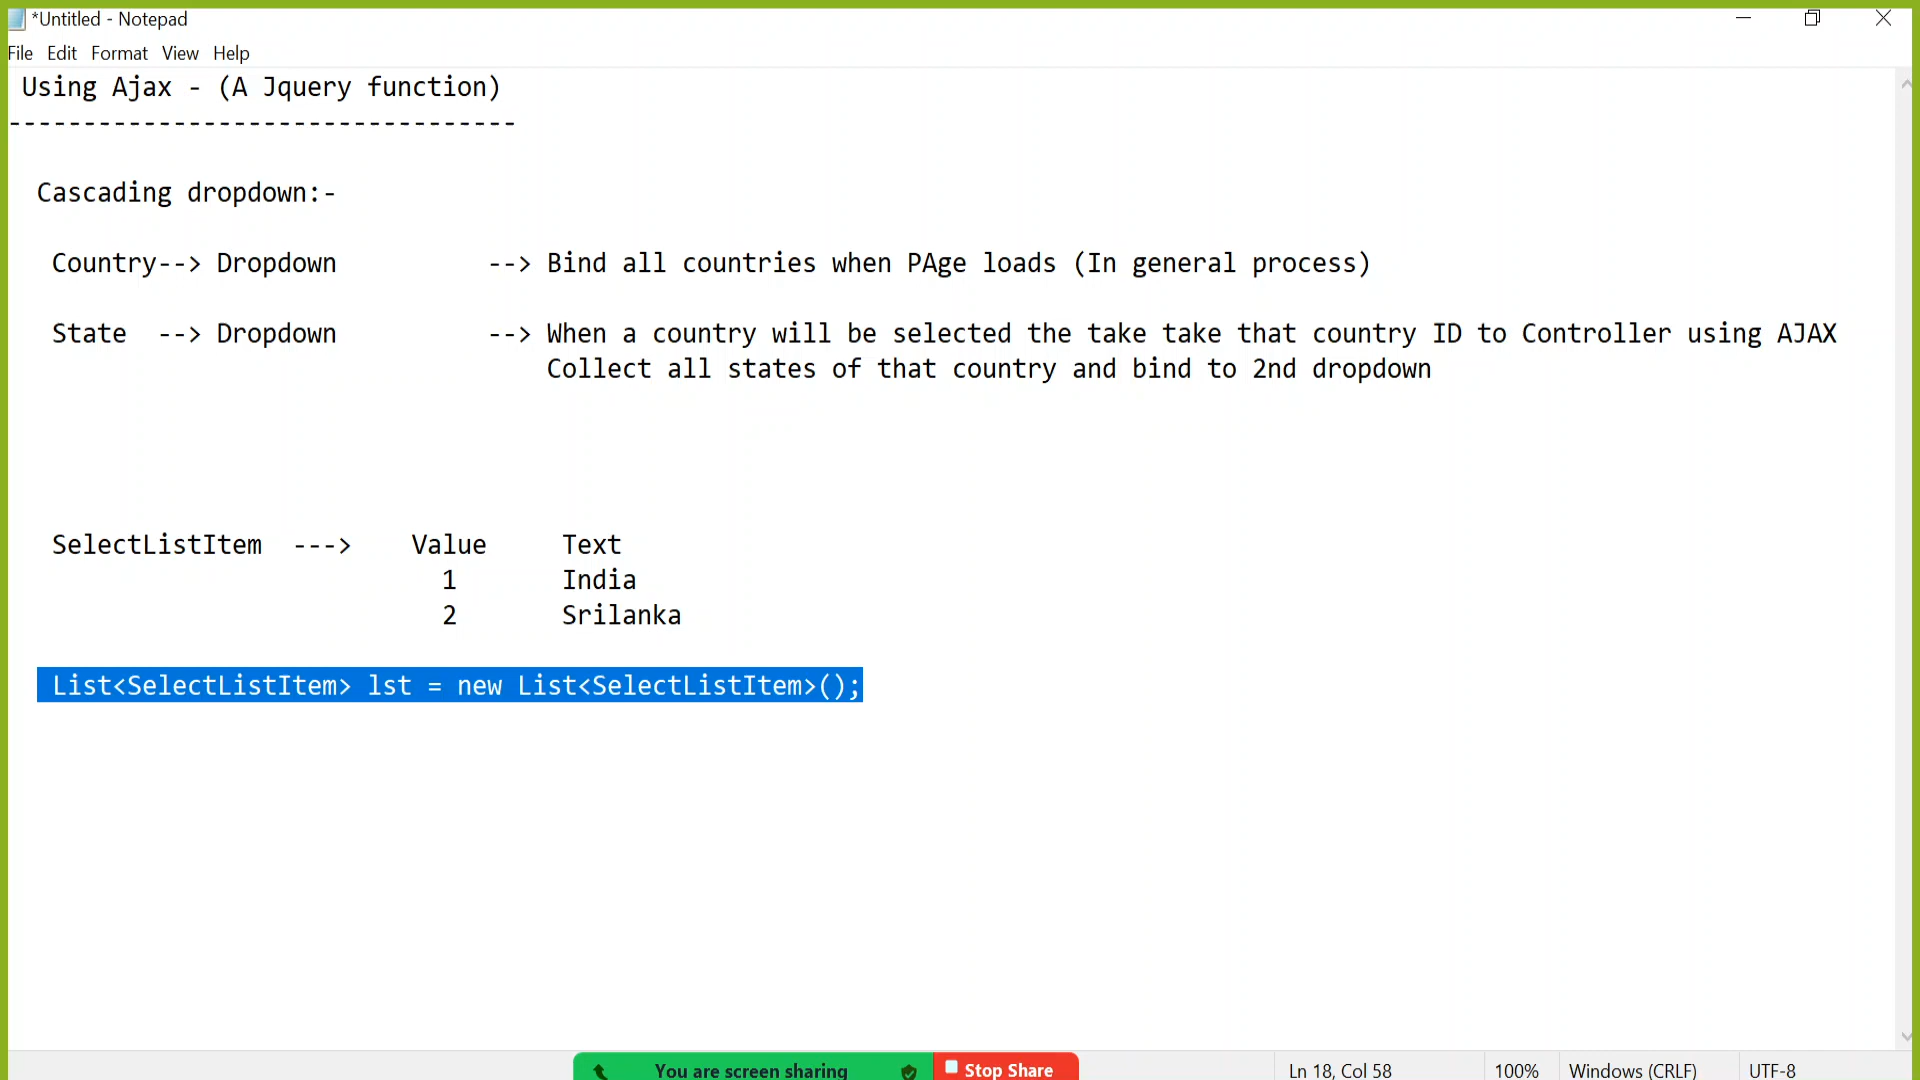 *Untitled - Notepad
File Edit Format View Help
Using Ajax - (A Jquery function)
----------------------------------
Cascading dropdown:-
Country--> Dropdown --> Bind all countries when PAge loads (In general process)
State --> Dropdown --> When a country will be selected the take take that country ID to Controller using AJAX
Collect all states of that country and bind to 2nd dropdown
SelectListItem ---> Value Text
1 India
2 Srilanka
List<SelectListItem> lst = new List<SelectListItem>();
You are screen sharing Stop Share Ln 18, Col 58 100% Windows (CRLF) UTF-8